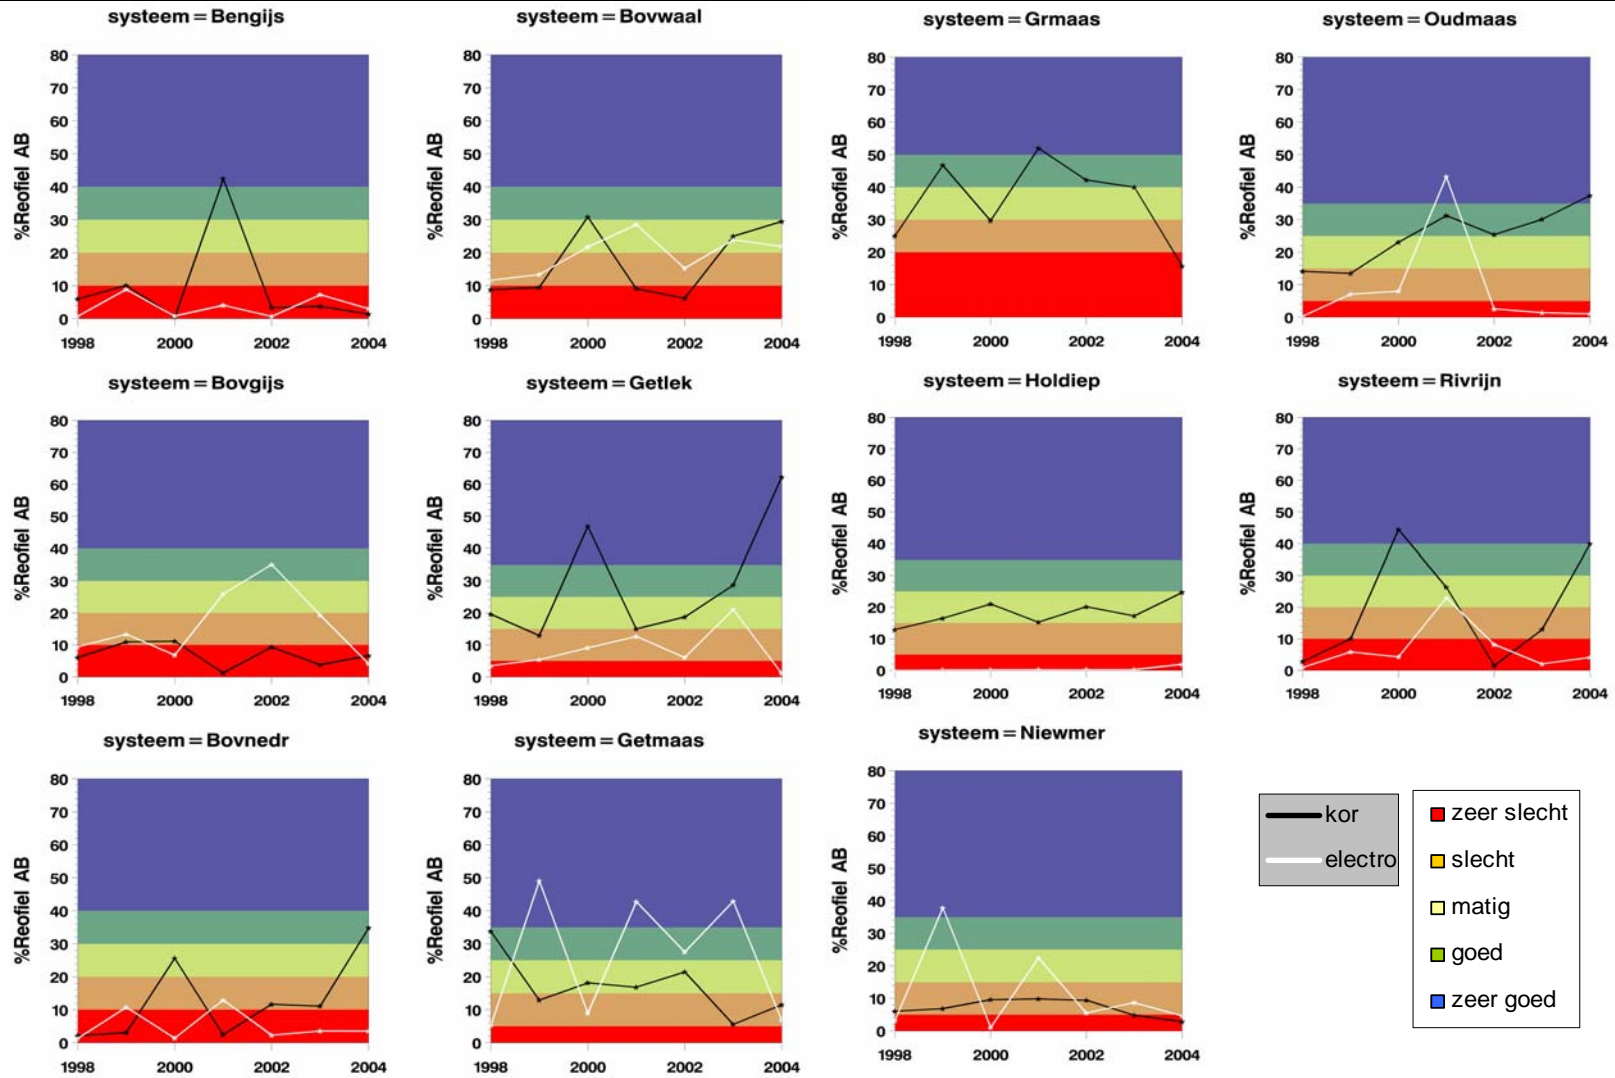 systeem=Bengijs
%Reofiel AB
80
70
60
50
40
30
20
10
0
1998 2000 2002 2004
systeem=Bovwaal
%Reofiel AB
80
70
60
50
40
30
20
10
0
1998 2000 2002 2004
systeem=Grmaas
%Reofiel AB
80
70
60
50
40
30
20
10
0
1998 2000 2002 2004
systeem=Oudmaas
%Reofiel AB
80
70
60
50
40
30
20
10
0
1998 2000 2002 2004
systeem=Bovgijs
%Reofiel AB
80
70
60
50
40
30
20
10
0
1998 2000 2002 2004
systeem=Getlek
%Reofiel AB
80
70
60
50
40
30
20
10
0
1998 2000 2002 2004
systeem=Holdiep
%Reofiel AB
80
70
60
50
40
30
20
10
0
1998 2000 2002 2004
systeem=Rivrijn
%Reofiel AB
80
70
60
50
40
30
20
10
0
1998 2000 2002 2004
systeem=Bovnedr
%Reofiel AB
80
70
60
50
40
30
20
10
0
1998 2000 2002 2004
systeem=Getmaas
%Reofiel AB
80
70
60
50
40
30
20
10
0
1998 2000 2002 2004
systeem=Niewmer
%Reofiel AB
80
70
60
50
40
30
20
10
0
1998 2000 2002 2004
kor
electro
zeer slecht
slecht
matig
goed
zeer goed